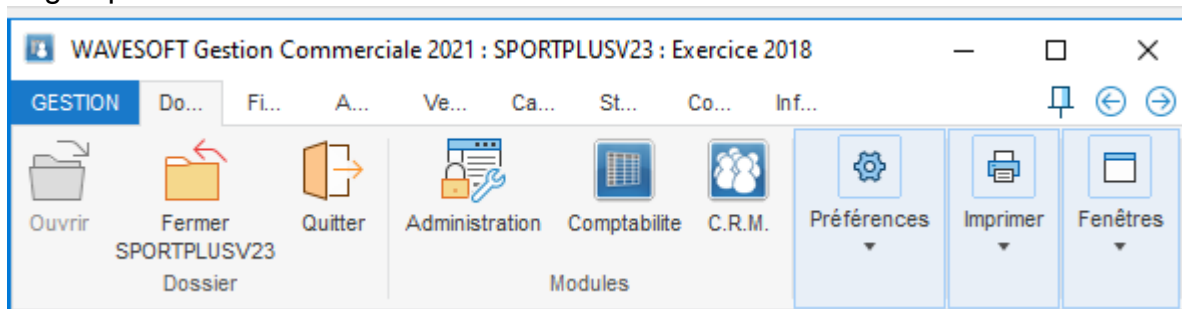 WAVESOFT Gestion Commerciale 2021 : SPORTPLUSV23 : Exercice 2018
GESTION Do... Fi... A... Ve... Ca... St... Co... Inf...
Ouvrir Fermer Quitter Administration Comptabilite C.R.M. Préférences Imprimer Fenêtres
SPORTPLUSV23
Dossier Modules